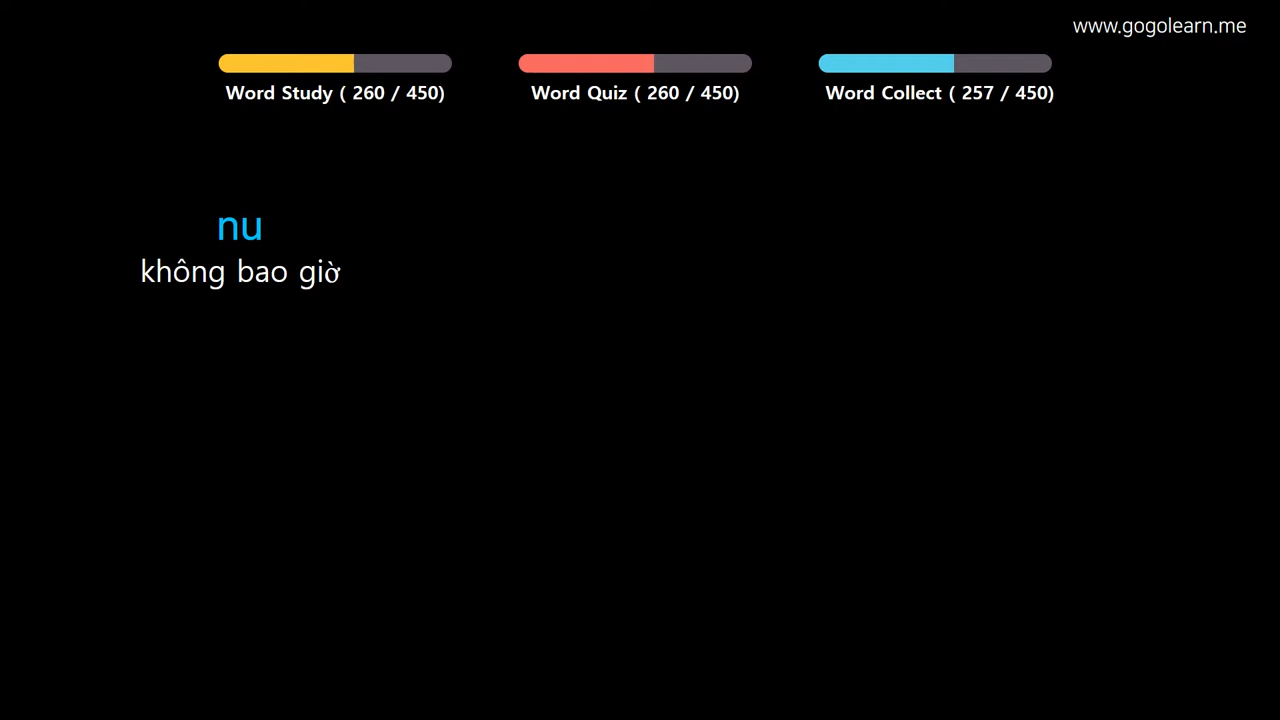 www.gogolearn.me
Word Study ( 260 / 450)
Word Quiz ( 260 / 450)
Word Collect ( 257 / 450)
nu
không bao giờ